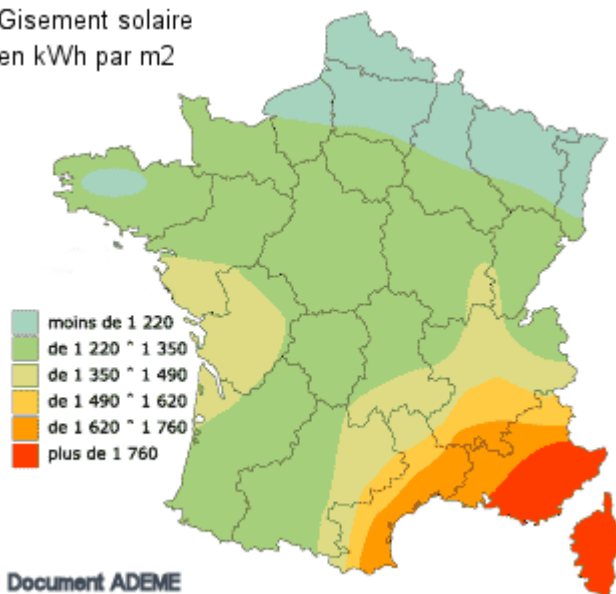 Gisement solaire
en kWh par m2
moins de 1 220
de 1 220 ^ 1 350
de 1 350 ^ 1 490
de 1 490 ^ 1 620
de 1 620 ^ 1 760
plus de 1 760
Document ADEME